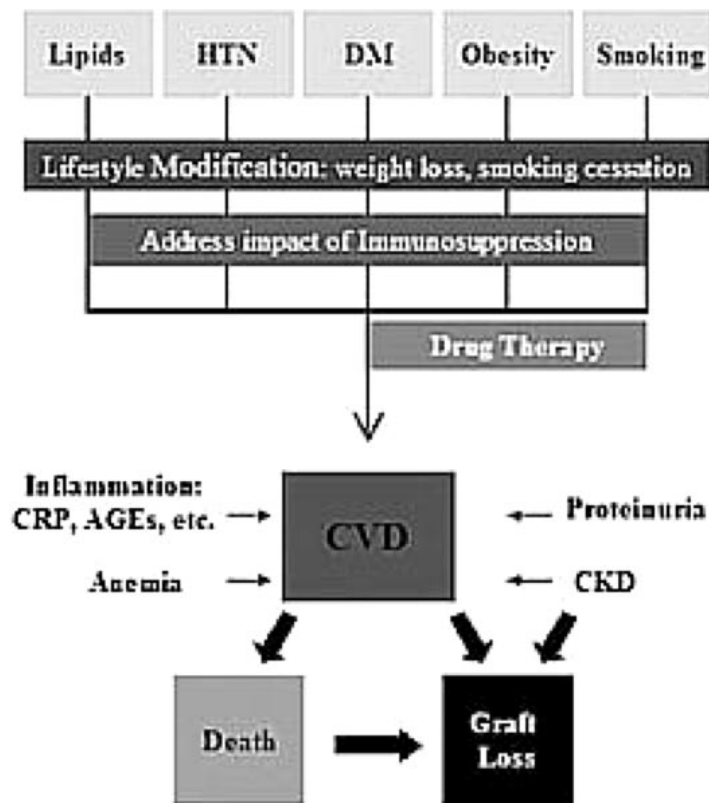 Lipids
HTN
DM
Obesity
Smoking
Lifestyle Modification: weight loss, smoking cessation
Address impact of Immunosuppression
Drug Therapy
Inflammation:
CRP, AGEs, etc.
Proteinuria
CVD
Anemia
CKD
Death
Graft
Loss